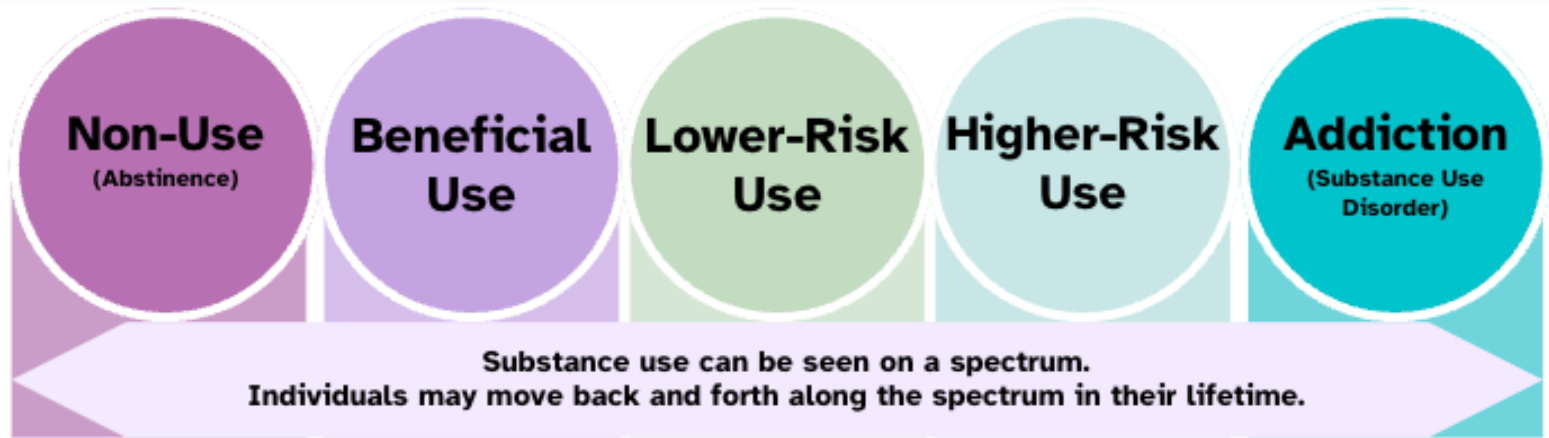 Non-Use
(Abstinence)
Beneficial
Use
Lower-Risk
Use
Higher-Risk
Use
Addiction
(Substance Use
Disorder)
Substance use can be seen on a spectrum.
Individuals may move back and forth along the spectrum in their lifetime.